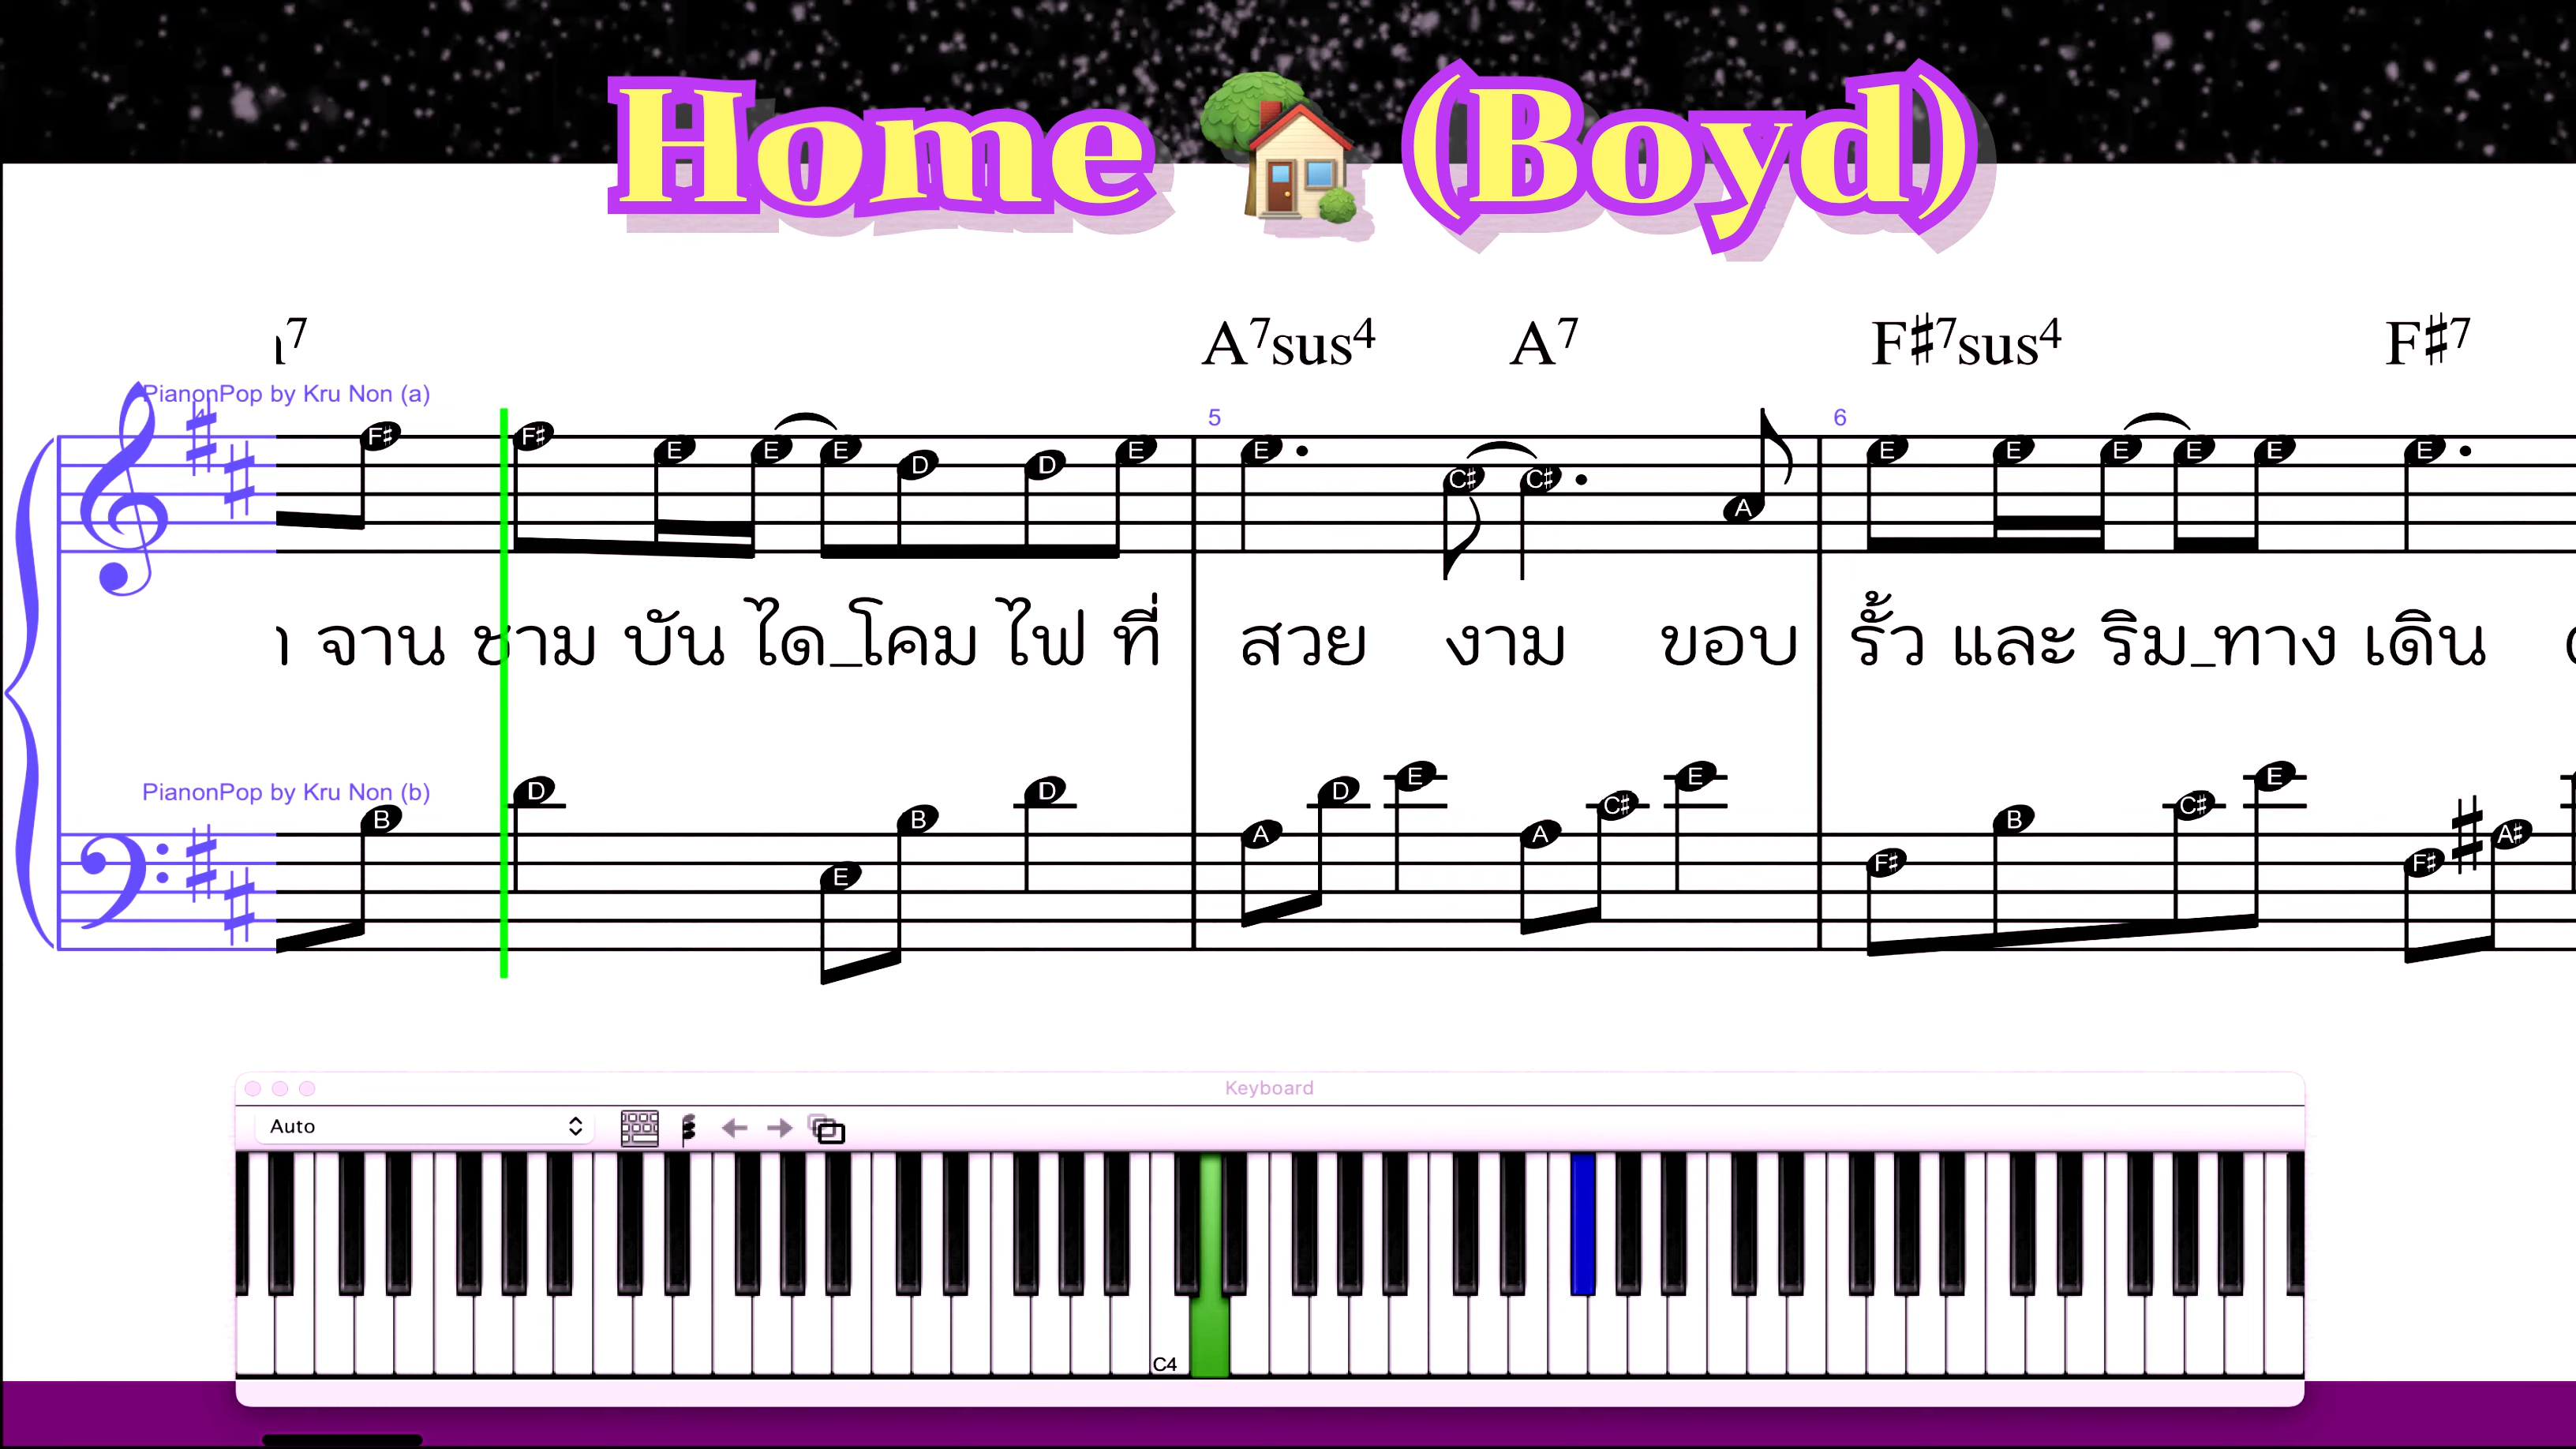 Home (Boyd)
7 A7sus4 A7 F♯7sus4 F♯7
PianonPop by Kru Non (a)
4 5 6
F♯ F♯ E E E D D E E C♯ C♯ A E E E E E E
จาน ชาม บัน ได_โคม ไฟ ที่ สวย งาม ขอบ รั้ว และ ริม_ทาง เดิน
PianonPop by Kru Non (b)
B D E B D A D E A C♯ E F♯ B C♯ E F♯ A♯
Keyboard
Auto
C4